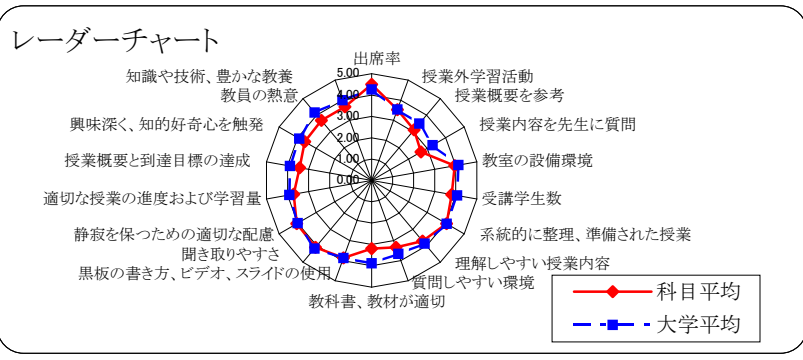 レーダーチャート
出席率
授業外学習活動
授業概要を参考
授業内容を先生に質問
教室の設備環境
受講学生数
系統的に整理、準備された授業
理解しやすい授業内容
質問しやすい環境
教科書、教材が適切
黒板の書き方、ビデオ、スライドの使用
聞き取りやすさ
静寂を保つための適切な配慮
適切な授業の進度および学習量
授業概要と到達目標の達成
興味深く、知的好奇心を触発
教員の熱意
知識や技術、豊かな教養
5.00
4.00
3.00
2.00
1.00
0.00
科目平均
大学平均